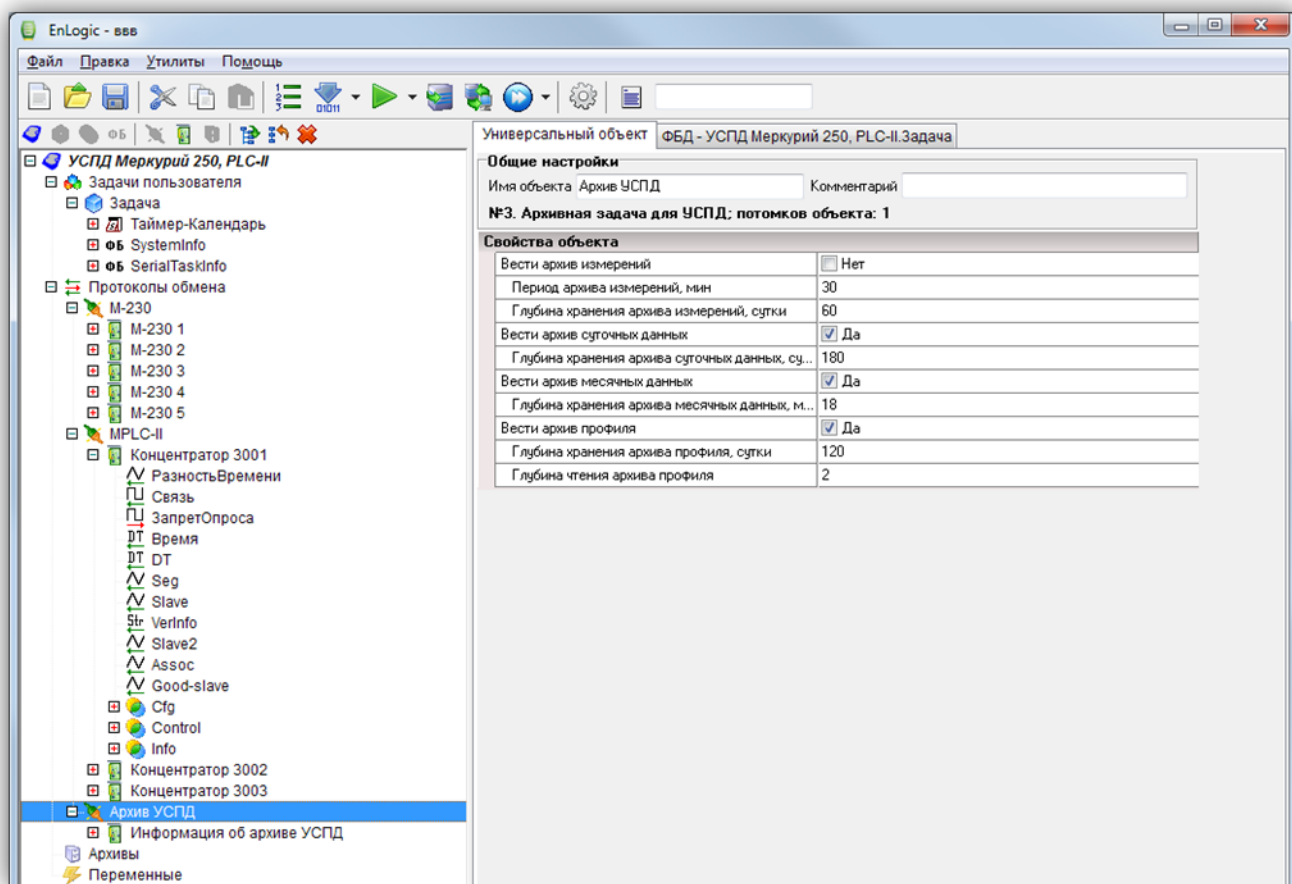 EnLogic - ввв
Файл Правка Утилиты Помощь
Универсальный объект
ФБД - УСПД Меркурий 250, PLC-II.Задача
УСПД Меркурий 250, PLC-II
Задачи пользователя
Задача
Таймер-Календарь
ФБ SystemInfo
ФБ SerialTaskInfo
Протоколы обмена
М-230
М-230 1
М-230 2
М-230 3
М-230 4
М-230 5
MPLC-II
Концентратор 3001
РазностьВремени
Связь
ЗапретОпроса
DT Время
DT DT
Seg
Slave
Str VerInfo
Slave2
Assoc
Good-slave
Cfg
Control
Info
Концентратор 3002
Концентратор 3003
Архив УСПД
Информация об архиве УСПД
Архивы
Переменные
Общие настройки
Имя объекта Архив УСПД Комментарий
№3. Архивная задача для УСПД; потомков объекта: 1
Свойства объекта
Вести архив измерений Нет
Период архива измерений, мин 30
Глубина хранения архива измерений, сутки 60
Вести архив суточных данных Да
Глубина хранения архива суточных данных, су... 180
Вести архив месячных данных Да
Глубина хранения архива месячных данных, м... 18
Вести архив профиля Да
Глубина хранения архива профиля, сутки 120
Глубина чтения архива профиля 2